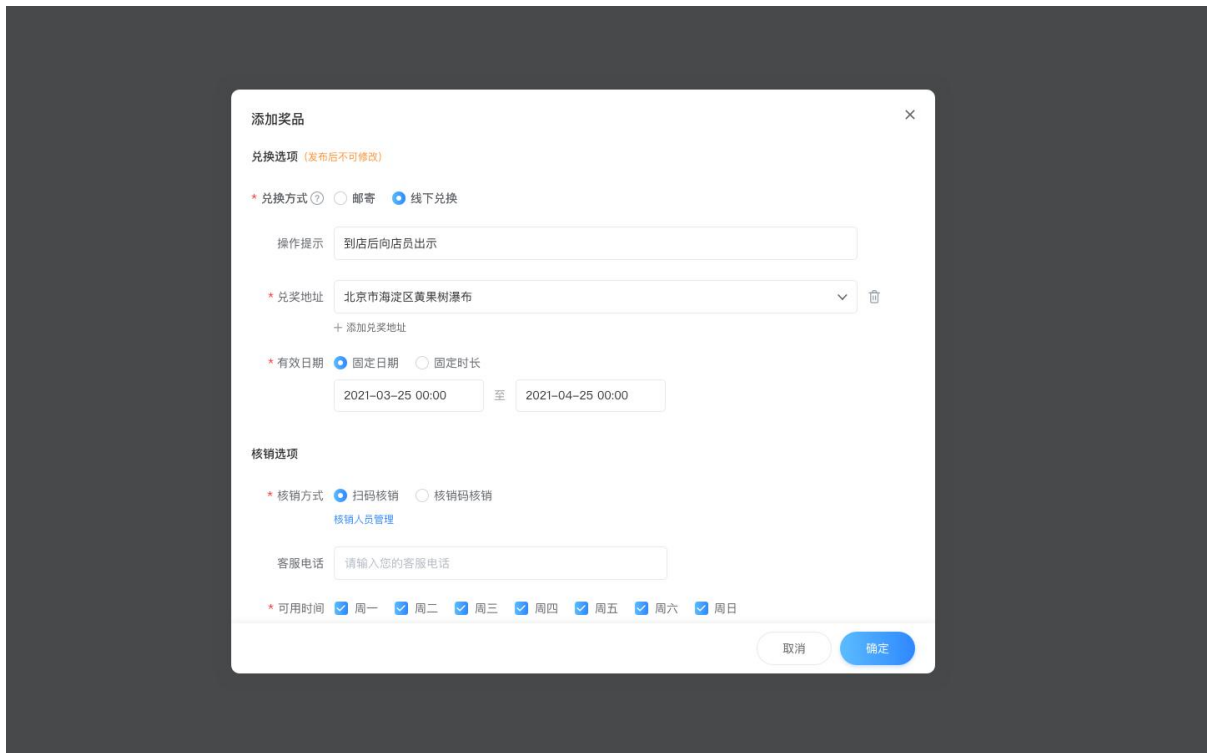 添加奖品
兑换选项 (发布后不可修改)
* 兑换方式 ? 邮寄 线下兑换
操作提示 到店后向店员出示
* 兑奖地址 北京市海淀区黄果树瀑布
+ 添加兑奖地址
* 有效日期 固定日期 固定时长
2021-03-25 00:00 至 2021-04-25 00:00
核销选项
* 核销方式 扫码核销 核销码核销
核销人员管理
客服电话 请输入您的客服电话
* 可用时间 周一 周二 周三 周四 周五 周六 周日
取消 确定